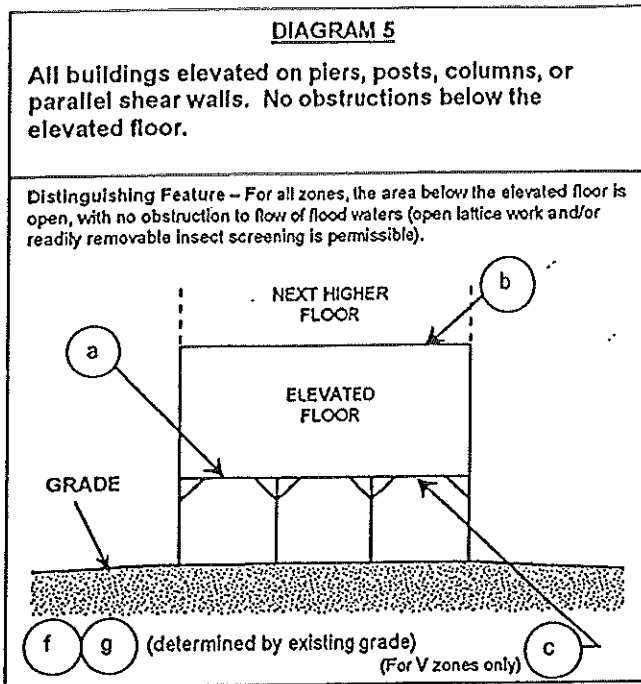 DIAGRAM 5
All buildings elevated on piers, posts, columns, or
parallel shear walls. No obstructions below the
elevated floor.
Distinguishing Feature – For all zones, the area below the elevated floor is
open, with no obstruction to flow of flood waters (open lattice work and/or
readily removable insect screening is permissible).
NEXT HIGHER
FLOOR
b
a
ELEVATED
FLOOR
GRADE
f g (determined by existing grade)
(For V zones only) c